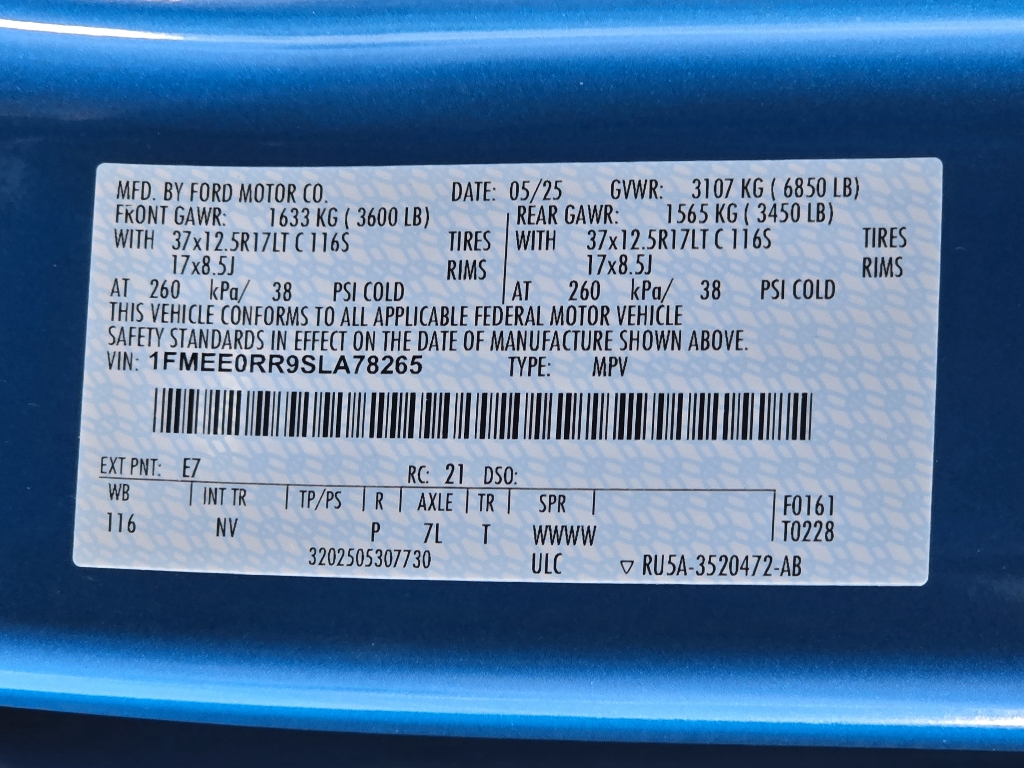 MFD. BY FORD MOTOR CO. DATE: 05/25 GVWR: 3107 KG ( 6850 LB)
FRONT GAWR: 1633 KG ( 3600 LB) REAR GAWR: 1565 KG ( 3450 LB)
WITH 37x12.5R17LT C 116S TIRES WITH 37x12.5R17LT C 116S TIRES
17x8.5J RIMS 17x8.5J RIMS
AT 260 kPa/ 38 PSI COLD AT 260 kPa/ 38 PSI COLD
THIS VEHICLE CONFORMS TO ALL APPLICABLE FEDERAL MOTOR VEHICLE
SAFETY STANDARDS IN EFFECT ON THE DATE OF MANUFACTURE SHOWN ABOVE.
VIN: 1FMEE0RR9SLA78265 TYPE: MPV
EXT PNT: E7 RC: 21 DSO:
WB INT TR TP/PS R AXLE TR SPR F0161
116 NV P 7L T WWWW T0228
3202505307730 ULC ▽ RU5A-3520472-AB